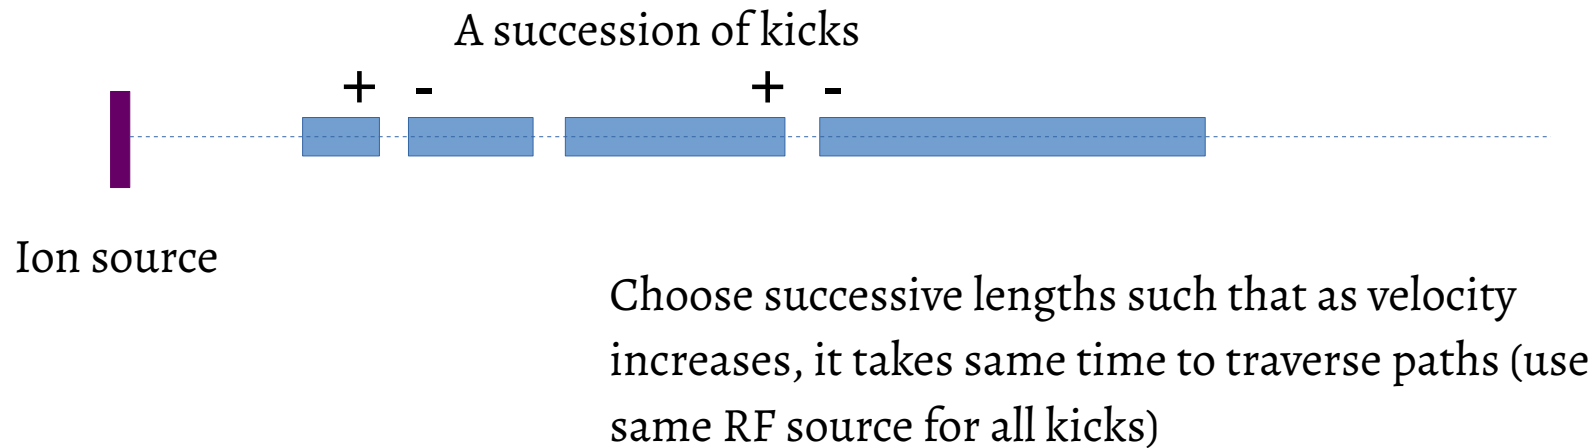 A succession of kicks
+ - + -
Ion source
Choose successive lengths such that as velocity
increases, it takes same time to traverse paths (use
same RF source for all kicks)